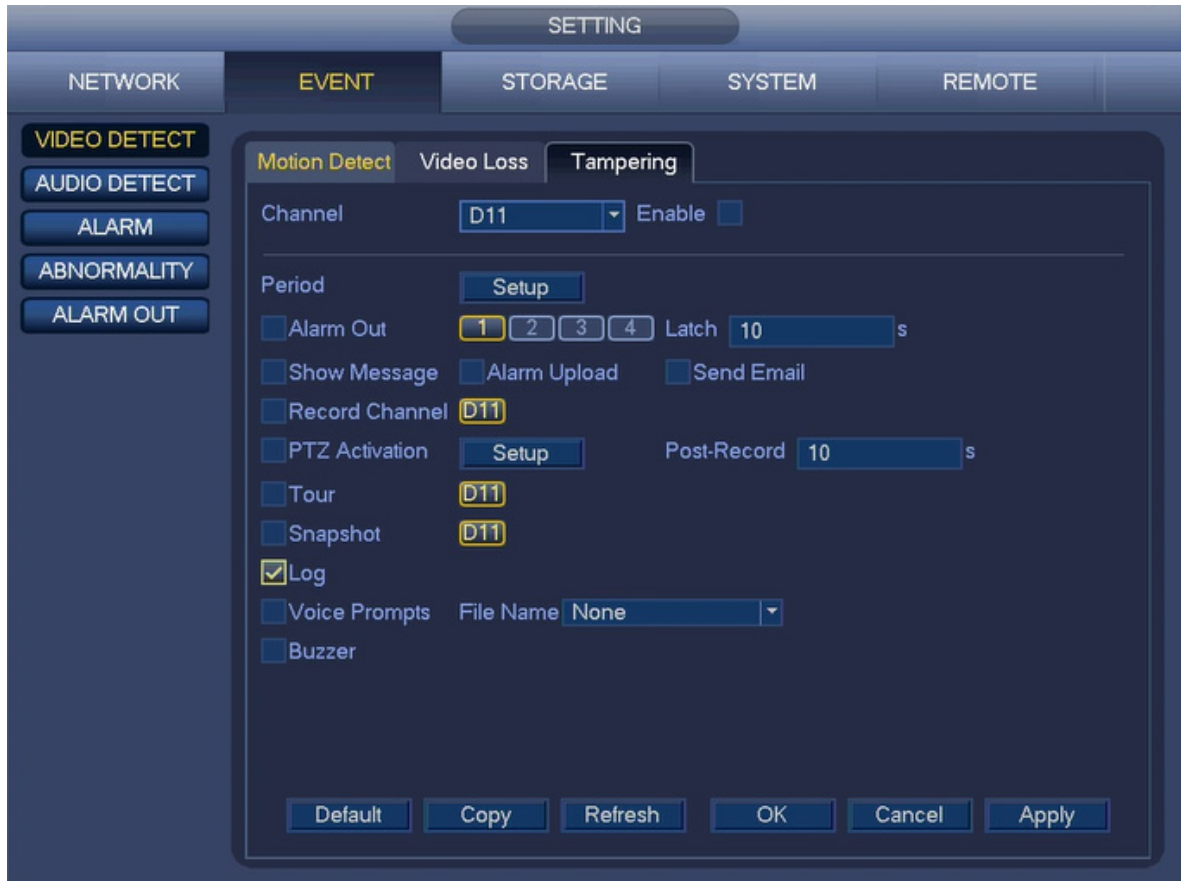 SETTING
NETWORK EVENT STORAGE SYSTEM REMOTE
VIDEO DETECT
AUDIO DETECT
ALARM
ABNORMALITY
ALARM OUT
Motion Detect Video Loss Tampering
Channel D11 Enable
Period Setup
Alarm Out 1 2 3 4 Latch 10 s
Show Message Alarm Upload Send Email
Record Channel D11
PTZ Activation Setup Post-Record 10 s
Tour D11
Snapshot D11
Log
Voice Prompts File Name None
Buzzer
Default Copy Refresh OK Cancel Apply